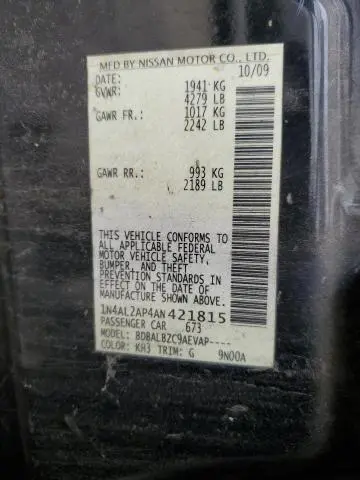 MFD BY NISSAN MOTOR CO., LTD.
DATE: 10/09
GVWR: 1941 KG
4279 LB
GAWR FR.: 1017 KG
2242 LB
GAWR RR.: 993 KG
2189 LB
THIS VEHICLE CONFORMS TO
ALL APPLICABLE FEDERAL
MOTOR VEHICLE SAFETY,
BUMPER, AND THEFT
PREVENTION STANDARDS IN
EFFECT ON THE DATE OF
MANUFACTURE SHOWN ABOVE.
1N4AL2AP4AN421815
PASSENGER CAR 673
MODEL: BDBALBZC9AEVAP----
COLOR: KH3 TRIM: G 9N00A